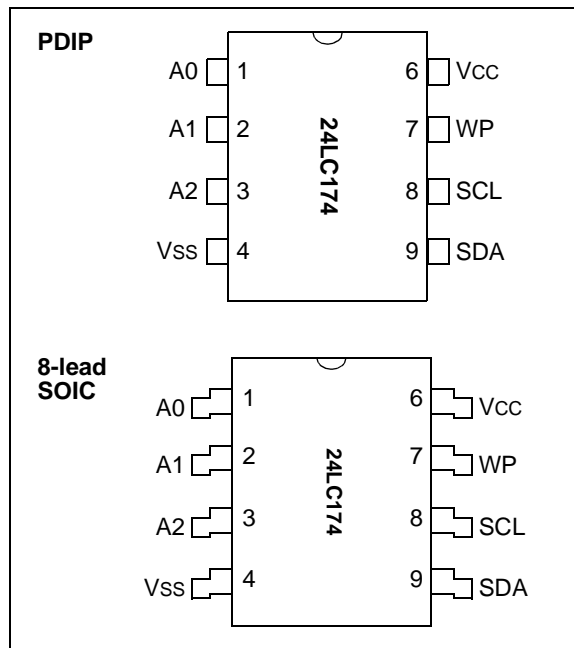 PDIP
A0 1 6 VCC
A1 2 7 WP
A2 3 8 SCL
VSS 4 9 SDA
24LC174
8-lead
SOIC
A0 1 6 VCC
A1 2 7 WP
A2 3 8 SCL
VSS 4 9 SDA
24LC174